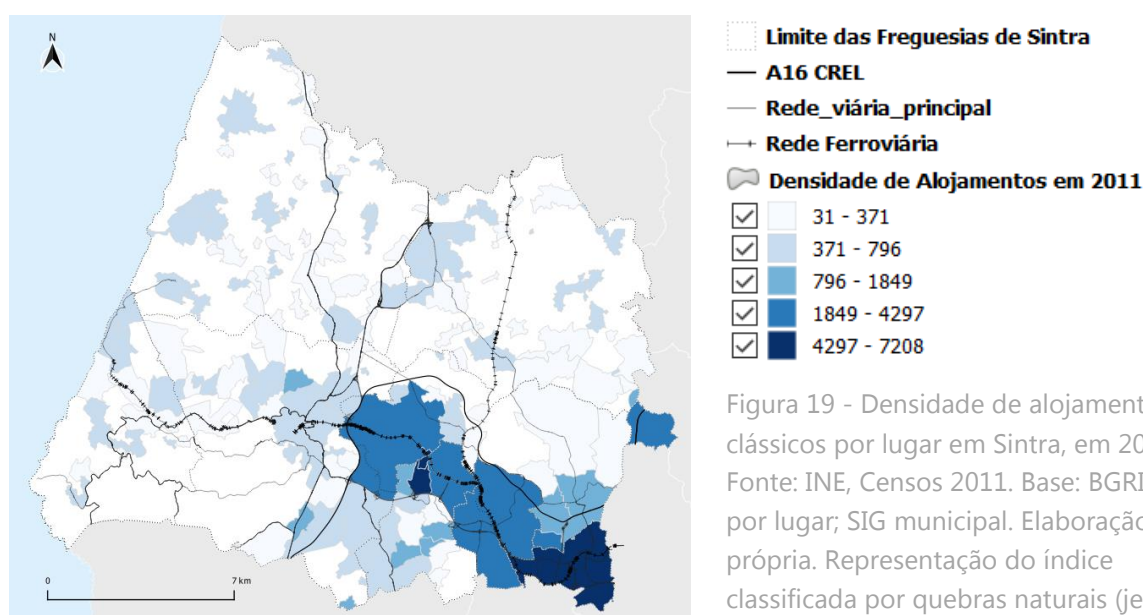 N
0 7 km
Limite das Freguesias de Sintra
A16 CREL
Rede_viária_principal
Rede Ferroviária
Densidade de Alojamentos em 2011
31 - 371
371 - 796
796 - 1849
1849 - 4297
4297 - 7208
Figura 19 - Densidade de alojament
clássicos por lugar em Sintra, em 20
Fonte: INE, Censos 2011. Base: BGRI
por lugar; SIG municipal. Elaboração
própria. Representação do índice
classificada por quebras naturais (je